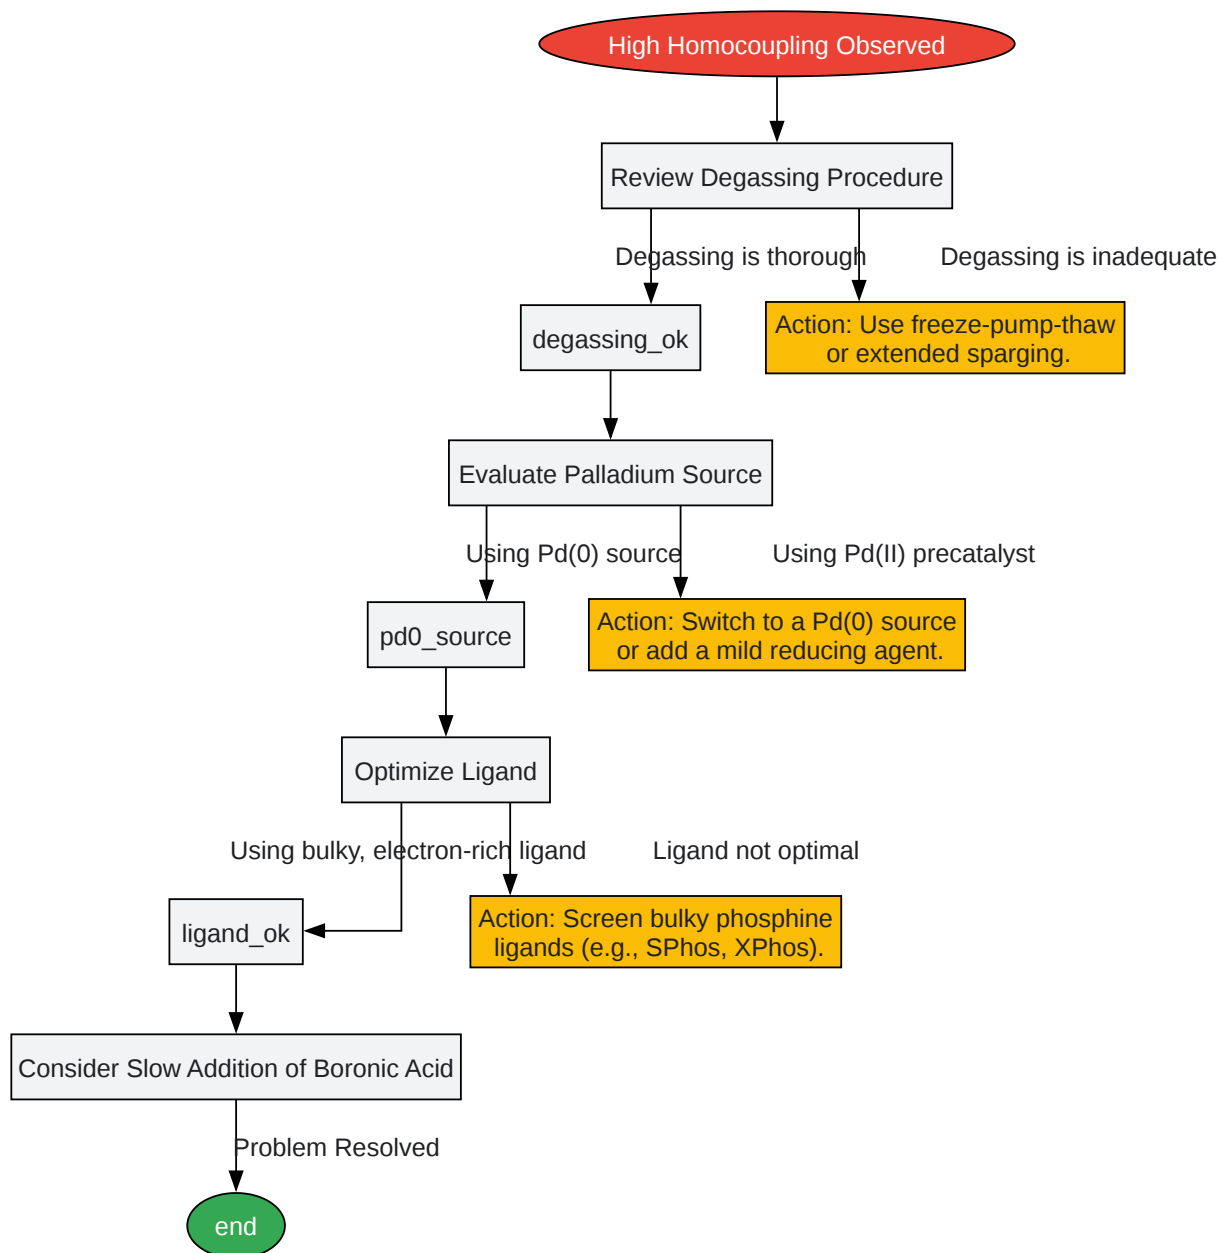 High Homocoupling Observed
Review Degassing Procedure
Degassing is thorough
Degassing is inadequate
degassing_ok
Action: Use freeze-pump-thaw
or extended sparging.
Evaluate Palladium Source
Using Pd(0) source
Using Pd(II) precatalyst
pd0_source
Action: Switch to a Pd(0) source
or add a mild reducing agent.
Optimize Ligand
Using bulky, electron-rich ligand
Ligand not optimal
ligand_ok
Action: Screen bulky phosphine
ligands (e.g., SPhos, XPhos).
Consider Slow Addition of Boronic Acid
Problem Resolved
end